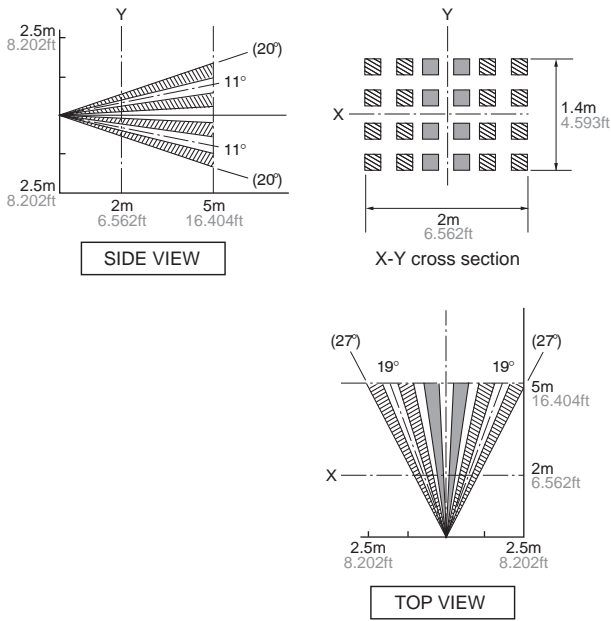 Y
2.5m
8.202ft
(20°)
11°
11°
2.5m
8.202ft
(20°)
2m
6.562ft
5m
16.404ft
SIDE VIEW
Y
X
1.4m
4.593ft
2m
6.562ft
X-Y cross section
(27°)
(27°)
19°
19°
5m
16.404ft
X
2m
6.562ft
2.5m
8.202ft
2.5m
8.202ft
TOP VIEW